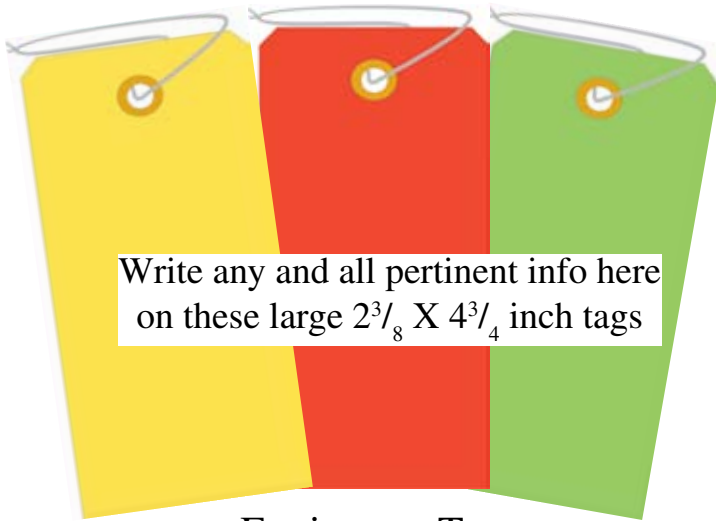 Write any and all pertinent info here
on these large 2³/₈ X 4³/₄ inch tags